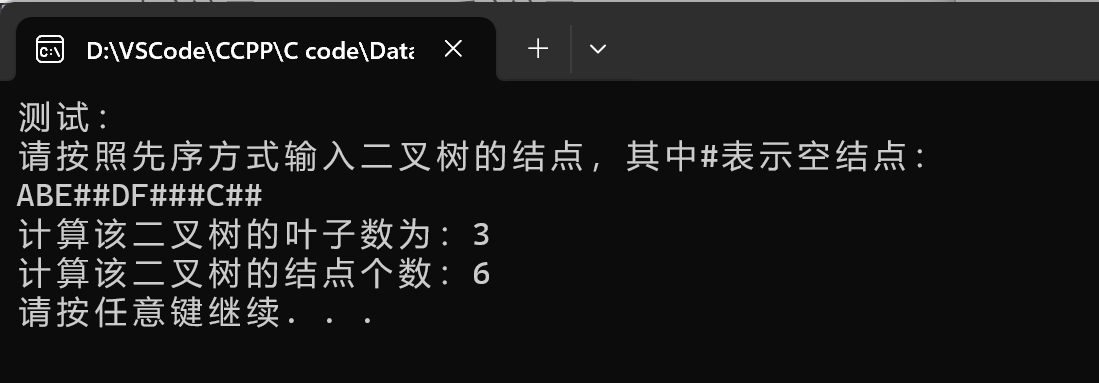 D:\VSCode\CCPP\C code\Data
测试：
请按照先序方式输入二叉树的结点，其中#表示空结点：
ABE##DF###C##
计算该二叉树的叶子数为：3
计算该二叉树的结点个数：6
请按任意键继续. . .